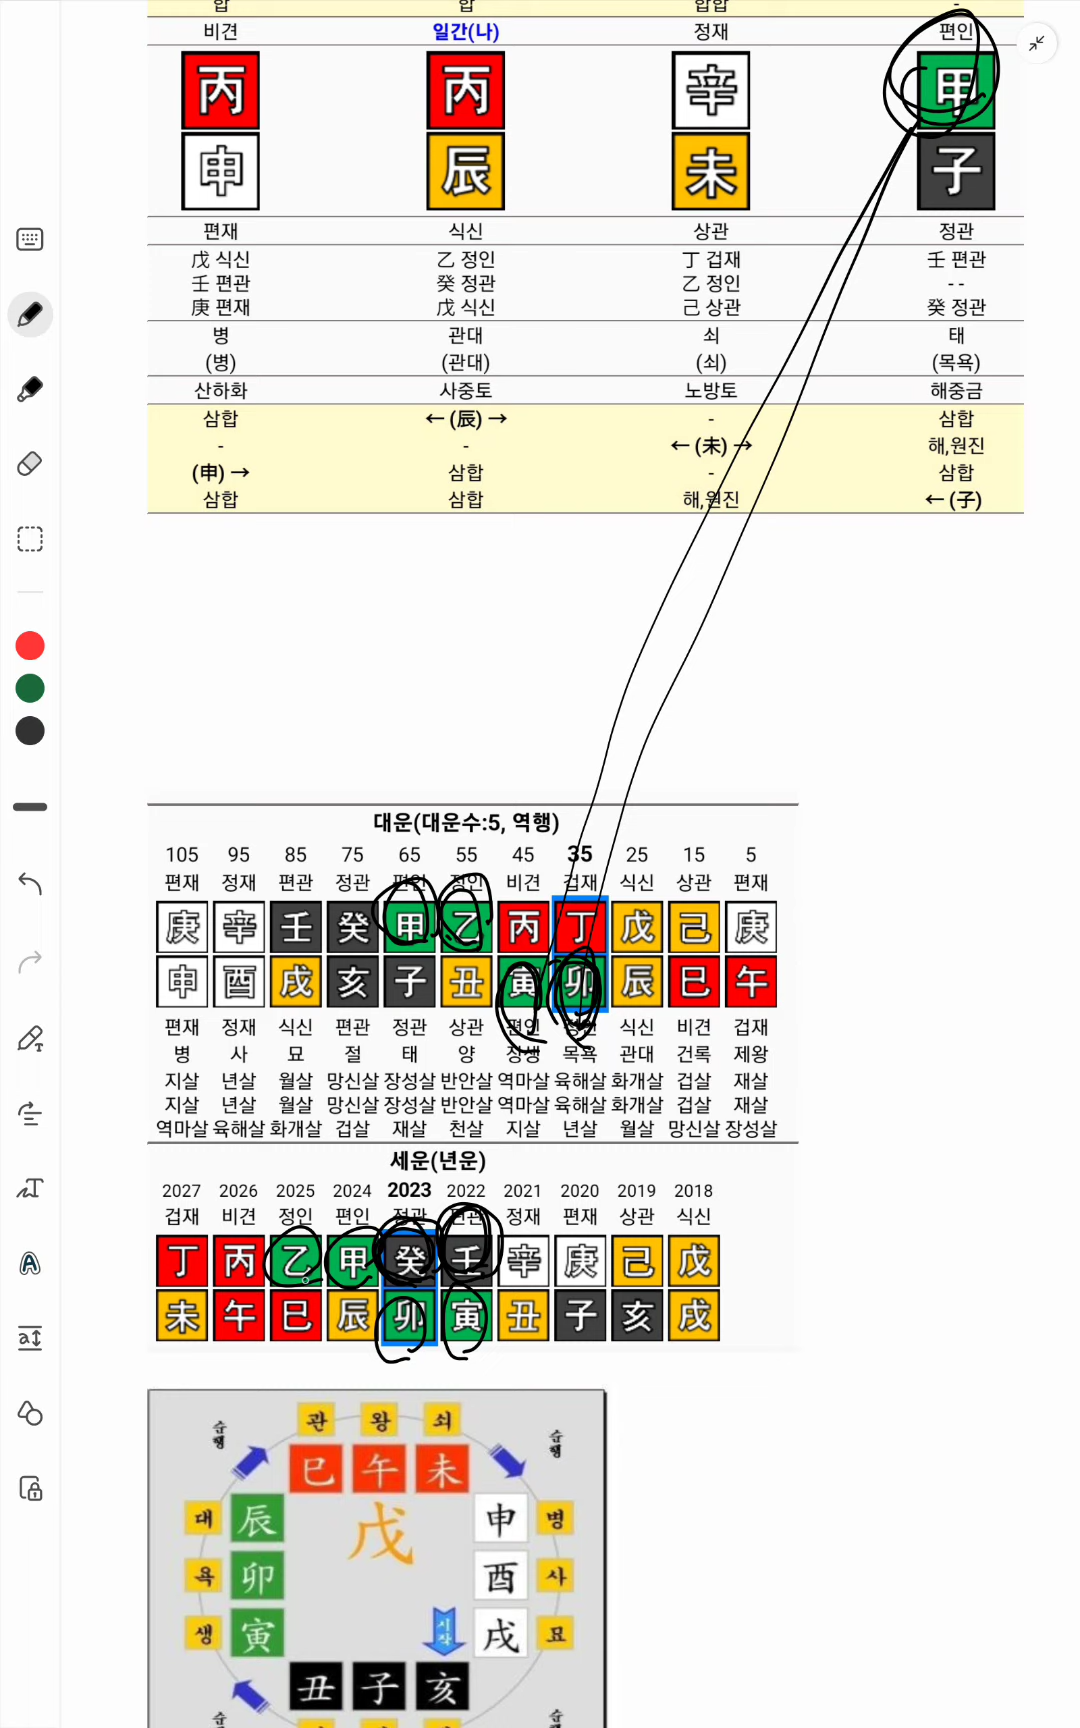 합 합 합합 -
비견 일간(나) 정재 편인
丙 丙 辛 甲
申 辰 未 子
편재 식신 상관 정관
戊 식신 乙 정인 丁 겁재 壬 편관
壬 편관 癸 정관 乙 정인 - -
庚 편재 戊 식신 己 상관 癸 정관
병 관대 쇠 태
(병) (관대) (쇠) (목욕)
산하화 사중토 노방토 해중금
삼합 ←(辰)→ - 삼합
- - ←(未)→ 해,원진
(申)→ 삼합 - 삼합
삼합 삼합 해,원진 ←(子)
대운(대운수:5, 역행)
105 95 85 75 65 55 45 35 25 15 5
편재 정재 편관 정관 편인 정인 비견 겁재 식신 상관 편재
庚 辛 壬 癸 甲 乙 丙 丁 戊 己 庚
申 酉 戌 亥 子 丑 寅 卯 辰 巳 午
편재 정재 식신 편관 정관 상관 편인 정인 식신 비견 겁재
병 사 묘 절 태 양 장생 목욕 관대 건록 제왕
지살 년살 월살 망신살 장성살 반안살 역마살 육해살 화개살 겁살 재살
지살 년살 월살 망신살 장성살 반안살 역마살 육해살 화개살 겁살 재살
역마살 육해살 화개살 겁살 재살 천살 지살 년살 월살 망신살 장성살
세운(년운)
2027 2026 2025 2024 2023 2022 2021 2020 2019 2018
겁재 비견 정인 편인 정관 편관 정재 편재 상관 식신
丁 丙 乙 甲 癸 壬 辛 庚 己 戊
未 午 巳 辰 卯 寅 丑 子 亥 戌
관 왕 쇠
순행 순행
巳 午 未
대 辰 戊 申 병
욕 卯 酉 사
생 寅 시작 戌 묘
丑 子 亥